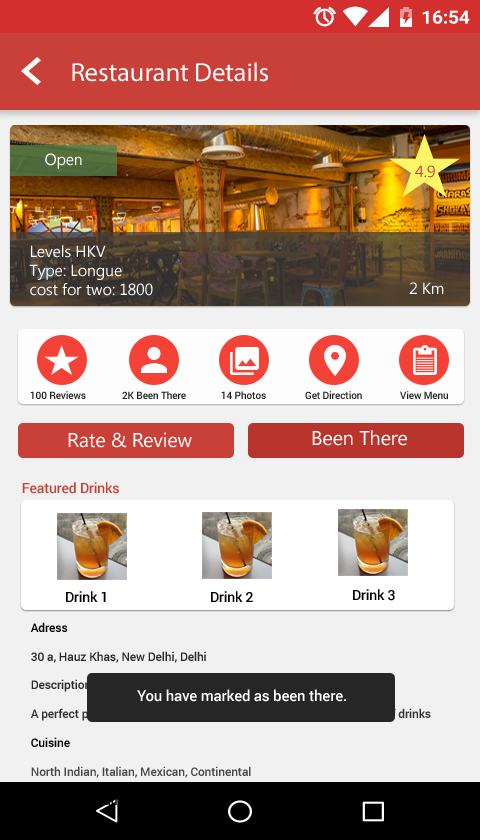 16:54
Restaurant Details
Open
4.9
Levels HKV
Type: Longue
cost for two: 1800
2 Km
100 Reviews
2K Been There
14 Photos
Get Direction
View Menu
Rate & Review
Been There
Featured Drinks
Drink 1
Drink 2
Drink 3
Adress
30 a, Hauz Khas, New Delhi, Delhi
Description
You have marked as been there.
A perfect drinks
Cuisine
North Indian, Italian, Mexican, Continental